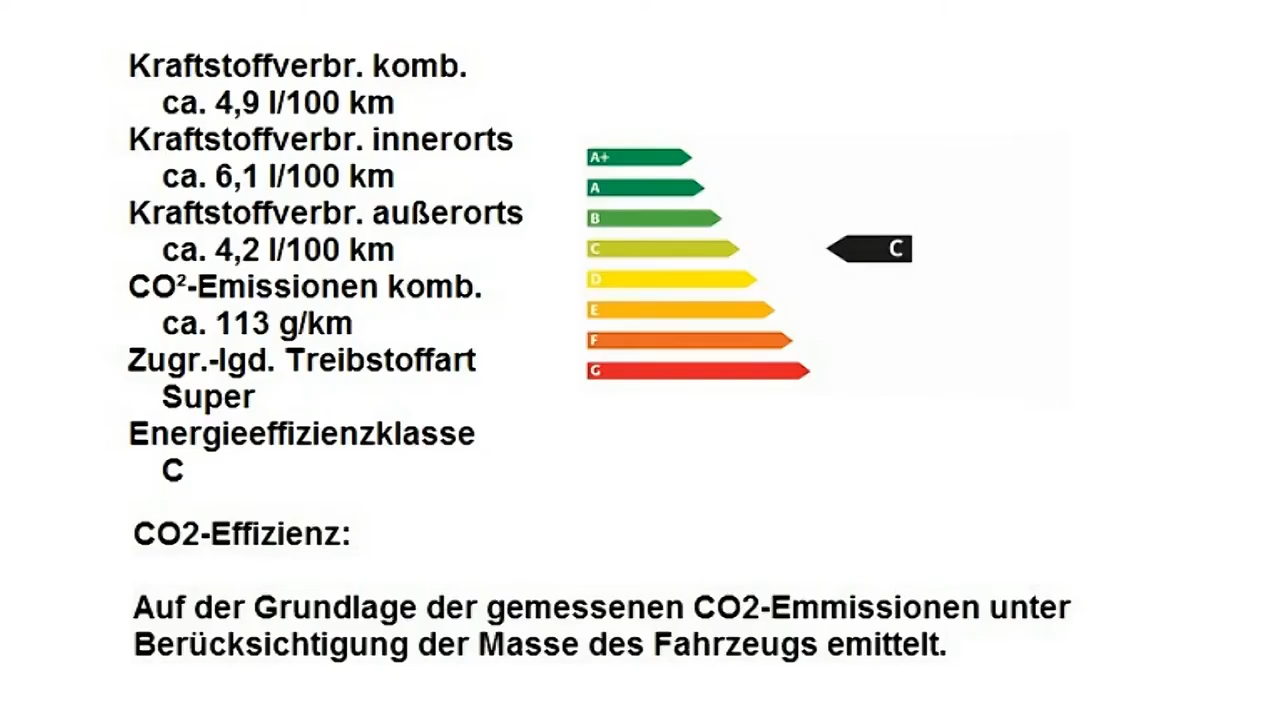 Kraftstoffverbr. komb.
ca. 4,9 l/100 km
Kraftstoffverbr. innerorts
ca. 6,1 l/100 km
Kraftstoffverbr. außerorts
ca. 4,2 l/100 km
CO²-Emissionen komb.
ca. 113 g/km
Zugr.-lgd. Treibstoffart
Super
Energieeffizienzklasse
C
A+
A
B
C
C
D
E
F
G
CO2-Effizienz:
Auf der Grundlage der gemessenen CO2-Emmissionen unter
Berücksichtigung der Masse des Fahrzeugs emittelt.